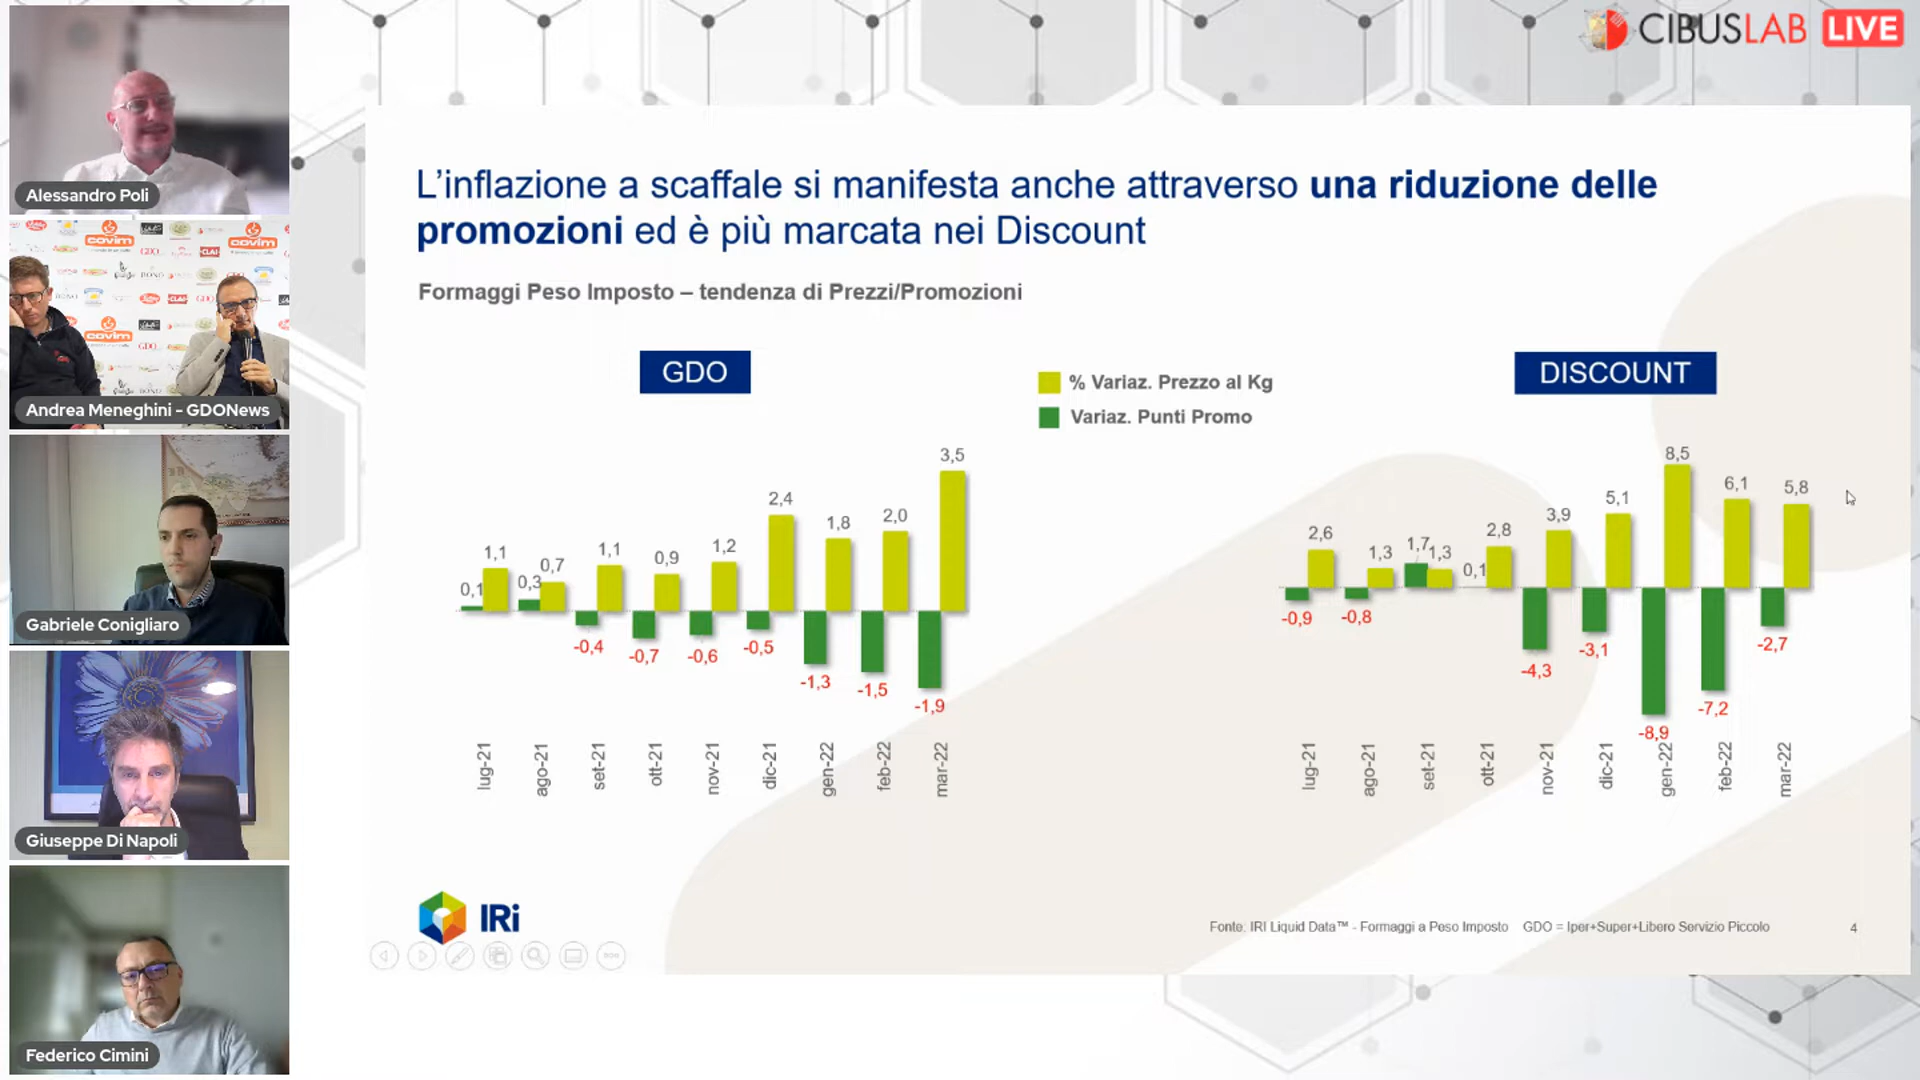 CIBUSLAB LIVE
Alessandro Poli
covim
covim
CLAI
BONO
GDO
covim
GDO
BONO
Andrea Meneghini - GDONews
Gabriele Conigliaro
Giuseppe Di Napoli
Federico Cimini
L'inflazione a scaffale si manifesta anche attraverso una riduzione delle
promozioni ed è più marcata nei Discount
Formaggi Peso Imposto – tendenza di Prezzi/Promozioni
GDO
% Variaz. Prezzo al Kg
Variaz. Punti Promo
DISCOUNT
0,1 1,1 0,3 0,7 1,1 0,9 1,2 2,4 1,8 2,0 3,5
-0,4 -0,7 -0,6 -0,5 -1,3 -1,5 -1,9
lug-21 ago-21 set-21 ott-21 nov-21 dic-21 gen-22 feb-22 mar-22
2,6 1,3 1,7 1,3 0,1 2,8 3,9 5,1 8,5 6,1 5,8
-0,9 -0,8 -4,3 -3,1 -8,9 -7,2 -2,7
lug-21 ago-21 set-21 ott-21 nov-21 dic-21 gen-22 feb-22 mar-22
IRi
Fonte: IRI Liquid Data™ - Formaggi a Peso Imposto GDO = Iper+Super+Libero Servizio Piccolo
4